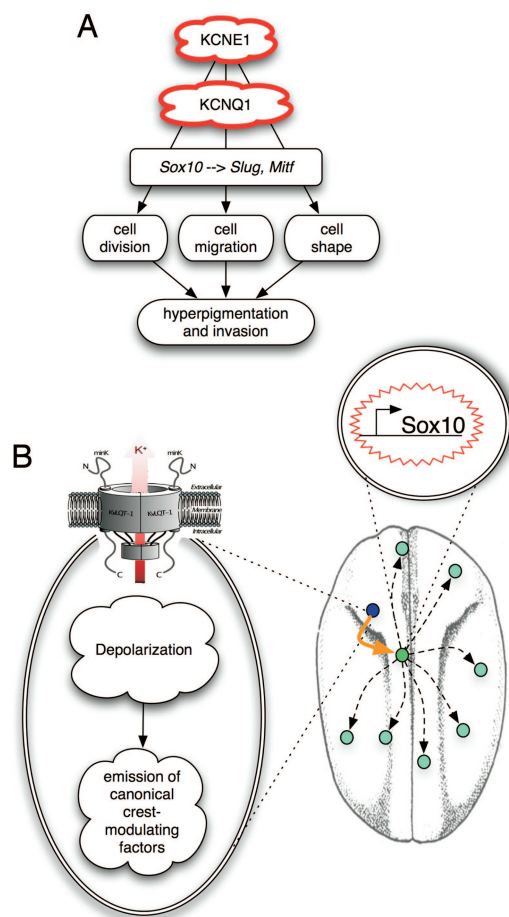 A
KCNE1
KCNQ1
Sox10 --> Slug, Mitf
cell
division
cell
migration
cell
shape
hyperpigmentation
and invasion
Sox10
B
minK
K+
minK
N
N
Extracellular
KvLQT-1
KvLQT-1
Membrane
Intracellular
C
C
Depolarization
emission of
canonical
crest-
modulating
factors